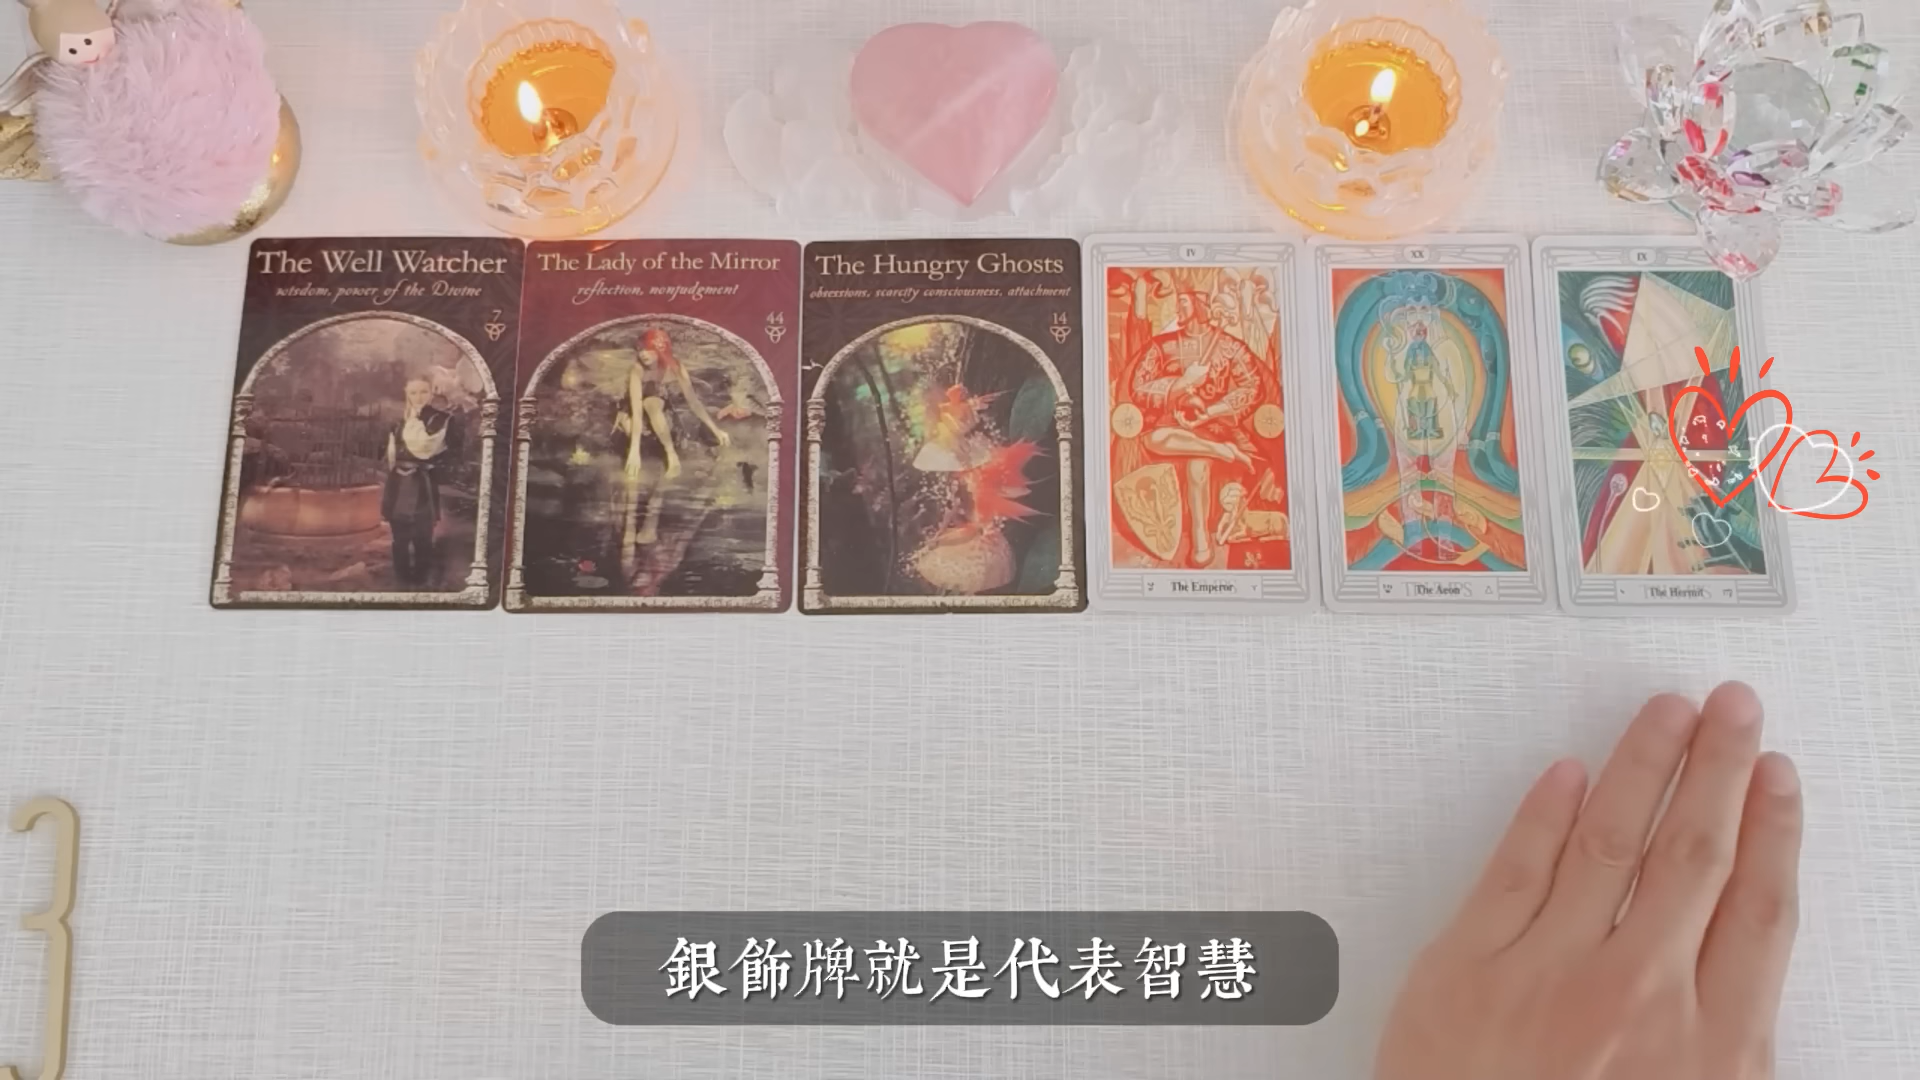 The Well Watcher
wisdom, power of the Divine
7
The Lady of the Mirror
reflection, nonjudgment
44
The Hungry Ghosts
obsessions, scarcity consciousness, attachment
14
IV
The Emperor
XX
The Aeon
IX
The Hermit
3
銀飾牌就是代表智慧